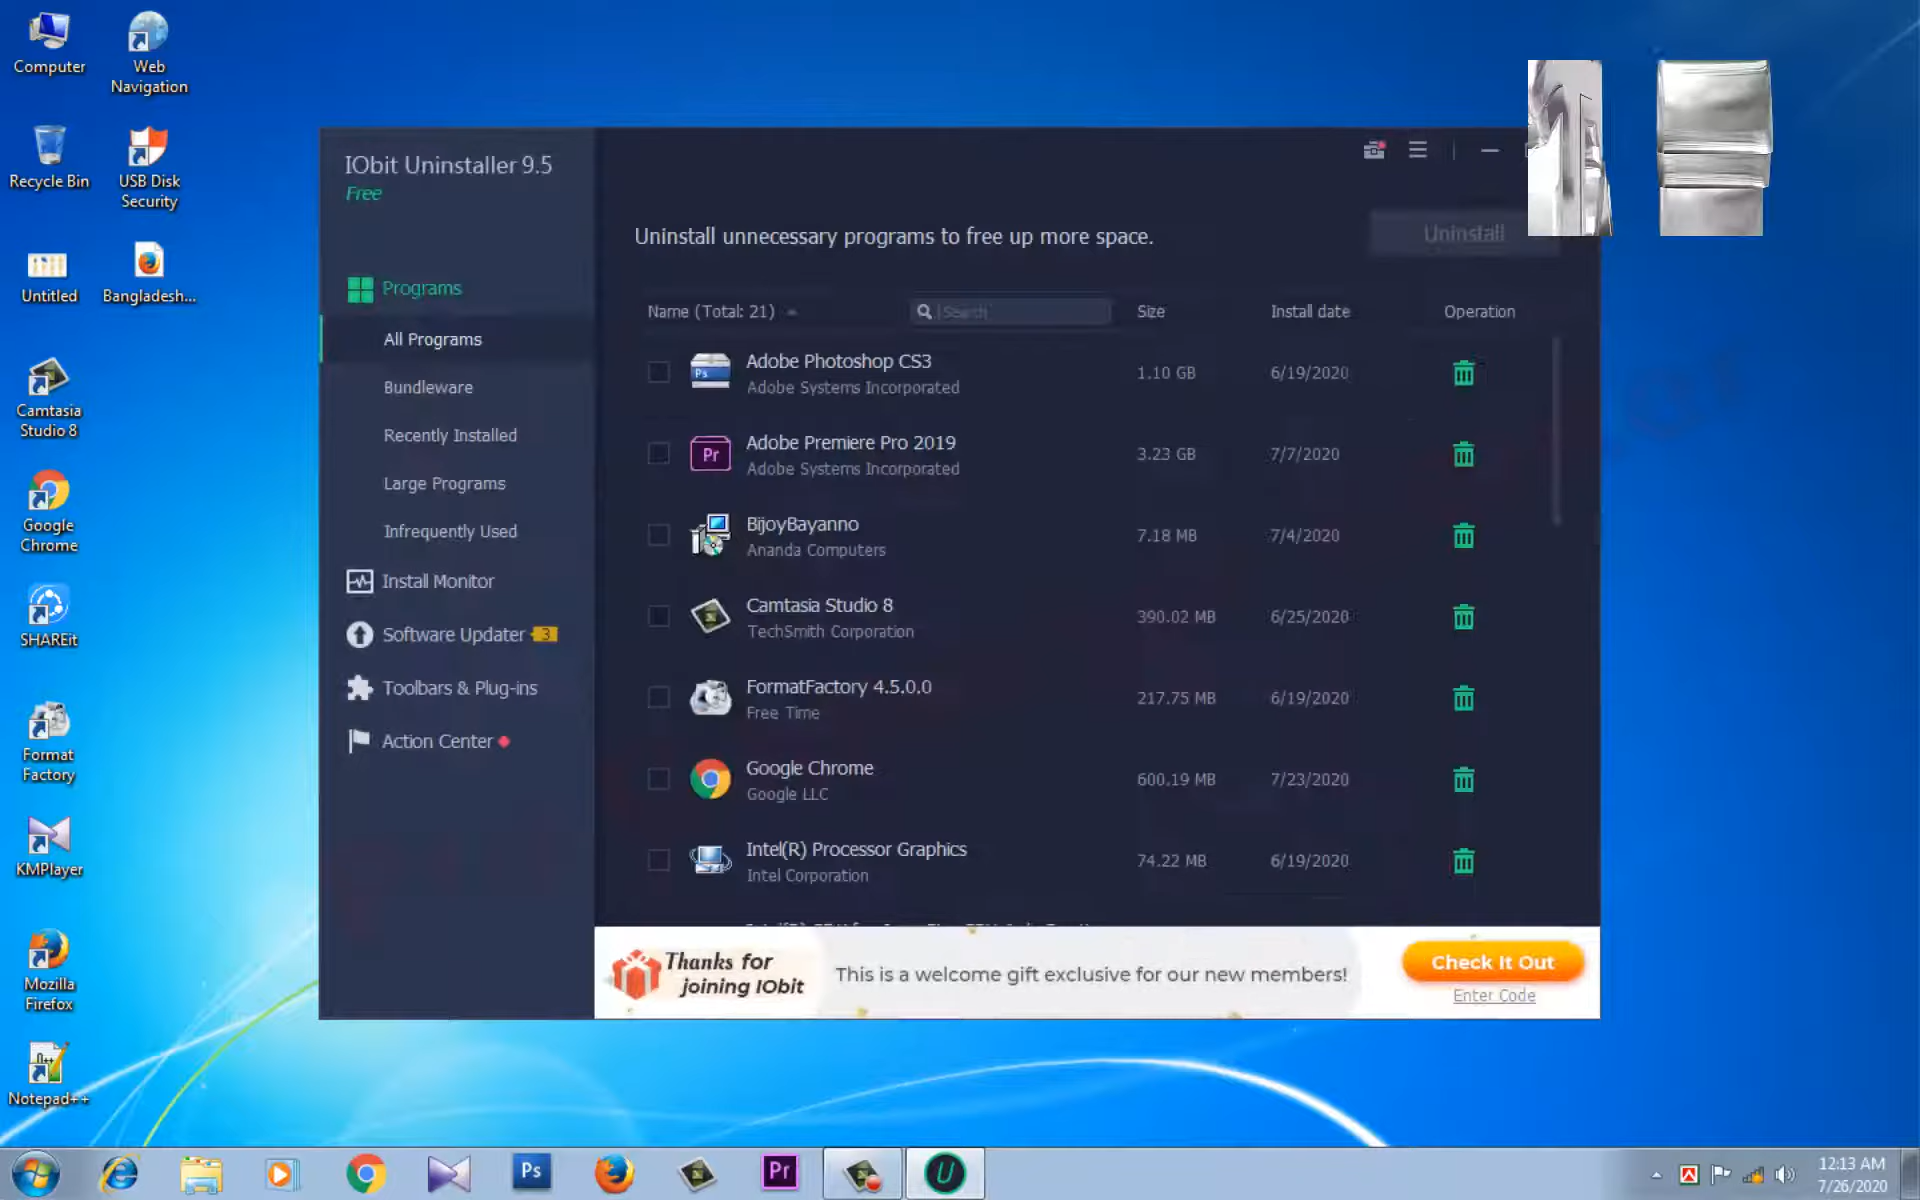 Computer
Web
Navigation
Recycle Bin
USB Disk
Security
Untitled
Bangladesh...
Camtasia
Studio 8
Google
Chrome
SHAREit
Format
Factory
KMPlayer
Mozilla
Firefox
Notepad++
IObit Uninstaller 9.5
Free
Programs
All Programs
Bundleware
Recently Installed
Large Programs
Infrequently Used
Install Monitor
Software Updater 3
Toolbars & Plug-ins
Action Center
Uninstall unnecessary programs to free up more space.
Uninstall
Name (Total: 21) Search Size Install date Operation
Adobe Photoshop CS3
Adobe Systems Incorporated
1.10 GB 6/19/2020
Adobe Premiere Pro 2019
Adobe Systems Incorporated
3.23 GB 7/7/2020
BijoyBayanno
Ananda Computers
7.18 MB 7/4/2020
Camtasia Studio 8
TechSmith Corporation
390.02 MB 6/25/2020
FormatFactory 4.5.0.0
Free Time
217.75 MB 6/19/2020
Google Chrome
Google LLC
600.19 MB 7/23/2020
Intel(R) Processor Graphics
Intel Corporation
74.22 MB 6/19/2020
Thanks for
joining IObit
This is a welcome gift exclusive for our new members!
Check It Out
Enter Code
Ps
Pr
12:13 AM
7/26/2020